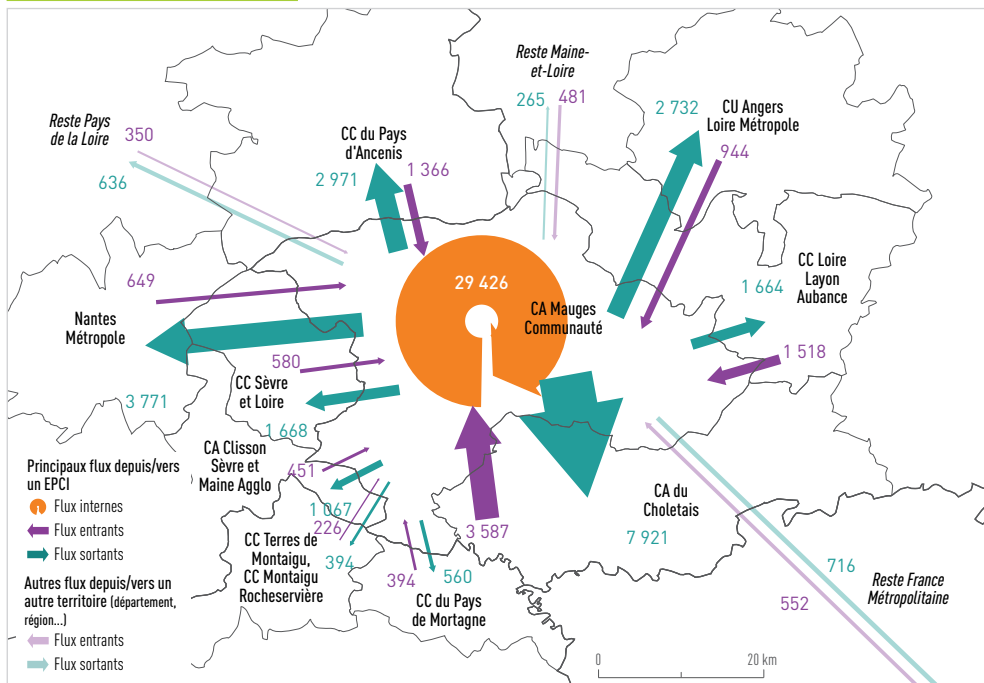 Reste Maine-
et-Loire
265
481
2 732
CU Angers
Loire Métropole
944
Reste Pays
de la Loire
350
636
CC du Pays
d'Ancenis
1 366
2 971
649
Nantes
Métropole
3 771
29 426
CA Mauges
Communauté
CC Loire
Layon
Aubance
1 664
1 518
580
CC Sèvre
et Loire
1 668
CA Clisson
Sèvre et
Maine Agglo
451
1 067
226
394
CC Terres de
Montaigu,
CC Montaigu
Rocheservière
394
560
CC du Pays
de Mortagne
3 587
CA du
Choletais
7 921
716
552
Reste France
Métropolitaine
Principaux flux depuis/vers
un EPCI
Flux internes
Flux entrants
Flux sortants
Autres flux depuis/vers un
autre territoire (département,
région...)
Flux entrants
Flux sortants
0
20 km